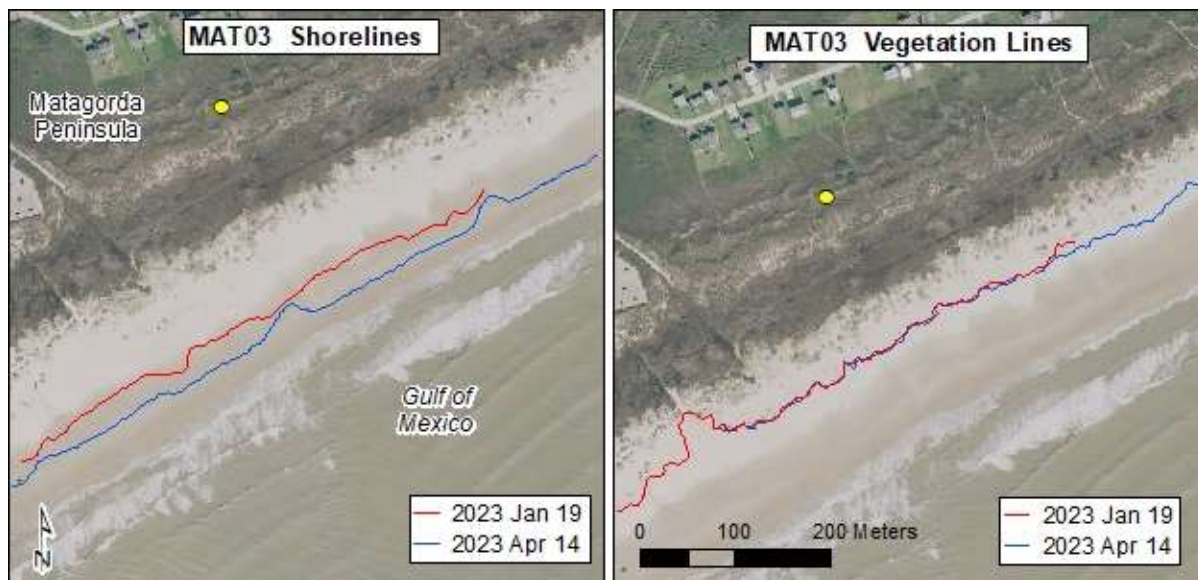 MAT03 Shorelines
Matagorda
Peninsula
Gulf of
Mexico
2023 Jan 19
2023 Apr 14
N
MAT03 Vegetation Lines
0 100 200 Meters
2023 Jan 19
2023 Apr 14